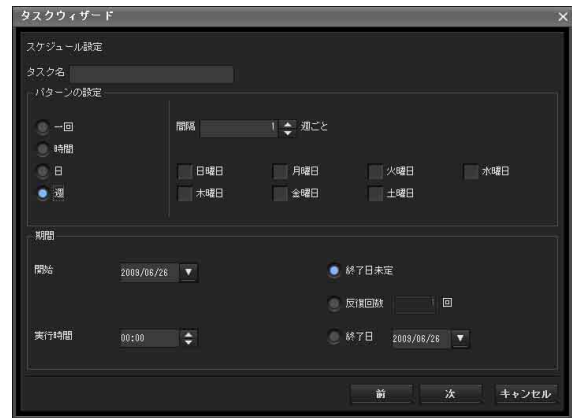 タスクウィザード
スケジュール設定
タスク名
パターンの設定
一回
間隔 1 週ごと
時間
日
日曜日 月曜日 火曜日 水曜日
週
木曜日 金曜日 土曜日
期間
開始 2009/06/26 終了日未定
反復回数 1 回
実行時間 00:00 終了日 2009/06/26
前 次 キャンセル